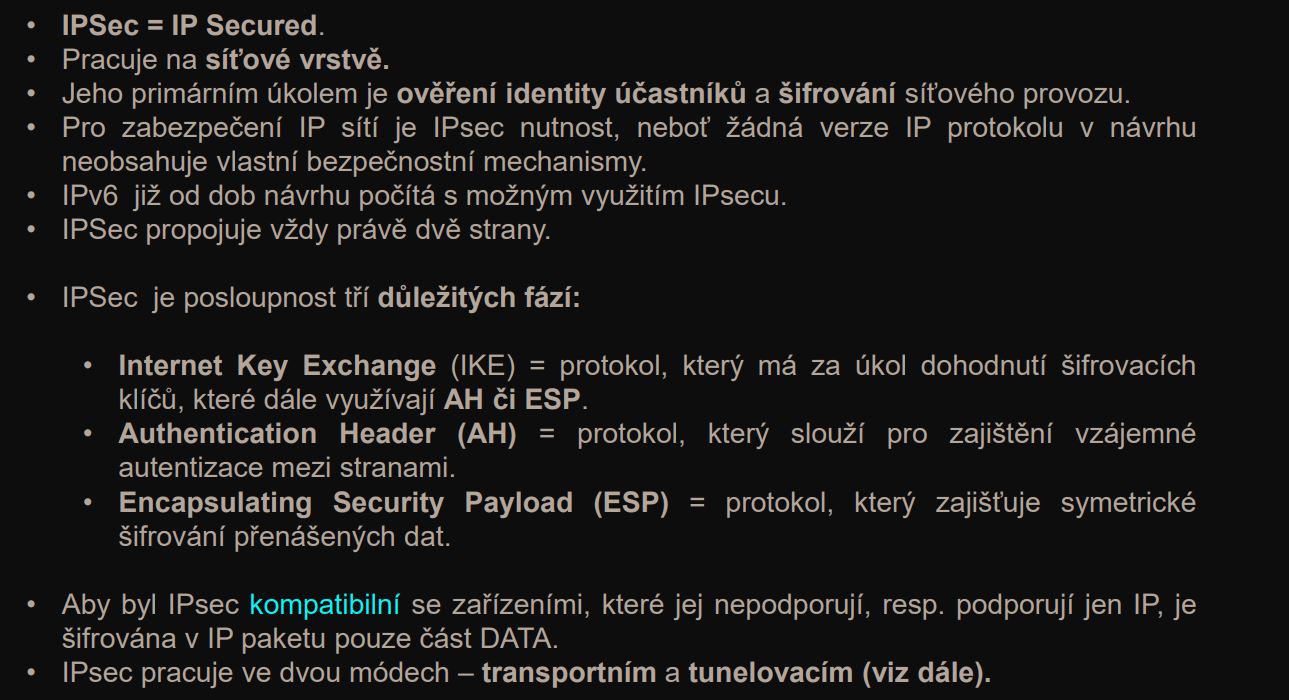 • IPSec = IP Secured.
• Pracuje na síťové vrstvě.
• Jeho primárním úkolem je ověření identity účastníků a šifrování síťového provozu.
• Pro zabezpečení IP sítí je IPsec nutnost, neboť žádná verze IP protokolu v návrhu
neobsahuje vlastní bezpečnostní mechanismy.
• IPv6 již od dob návrhu počítá s možným využitím IPsecu.
• IPSec propojuje vždy právě dvě strany.
• IPSec je posloupnost tří důležitých fází:
• Internet Key Exchange (IKE) = protokol, který má za úkol dohodnutí šifrovacích
klíčů, které dále využívají AH či ESP.
• Authentication Header (AH) = protokol, který slouží pro zajištění vzájemné
autentizace mezi stranami.
• Encapsulating Security Payload (ESP) = protokol, který zajišťuje symetrické
šifrování přenášených dat.
• Aby byl IPsec kompatibilní se zařízeními, které jej nepodporují, resp. podporují jen IP, je
šifrována v IP paketu pouze část DATA.
• IPsec pracuje ve dvou módech – transportním a tunelovacím (viz dále).